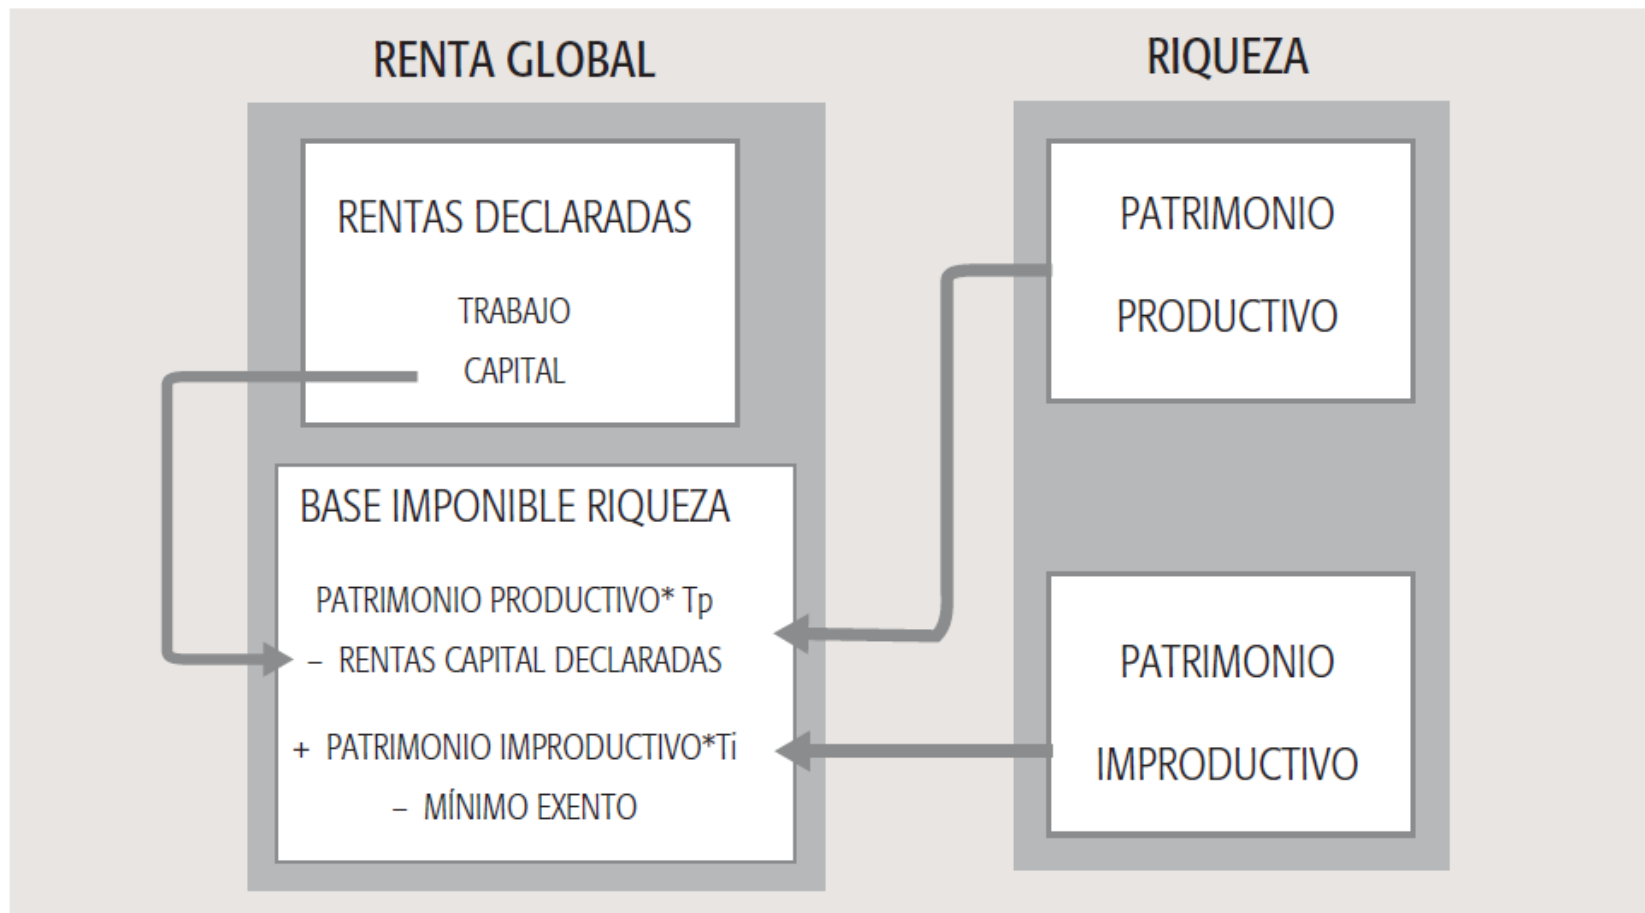 RENTA GLOBAL
RENTAS DECLARADAS
TRABAJO
CAPITAL
BASE IMPONIBLE RIQUEZA
PATRIMONIO PRODUCTIVO* Tp
– RENTAS CAPITAL DECLARADAS
+ PATRIMONIO IMPRODUCTIVO*Ti
– MÍNIMO EXENTO
RIQUEZA
PATRIMONIO
PRODUCTIVO
PATRIMONIO
IMPRODUCTIVO